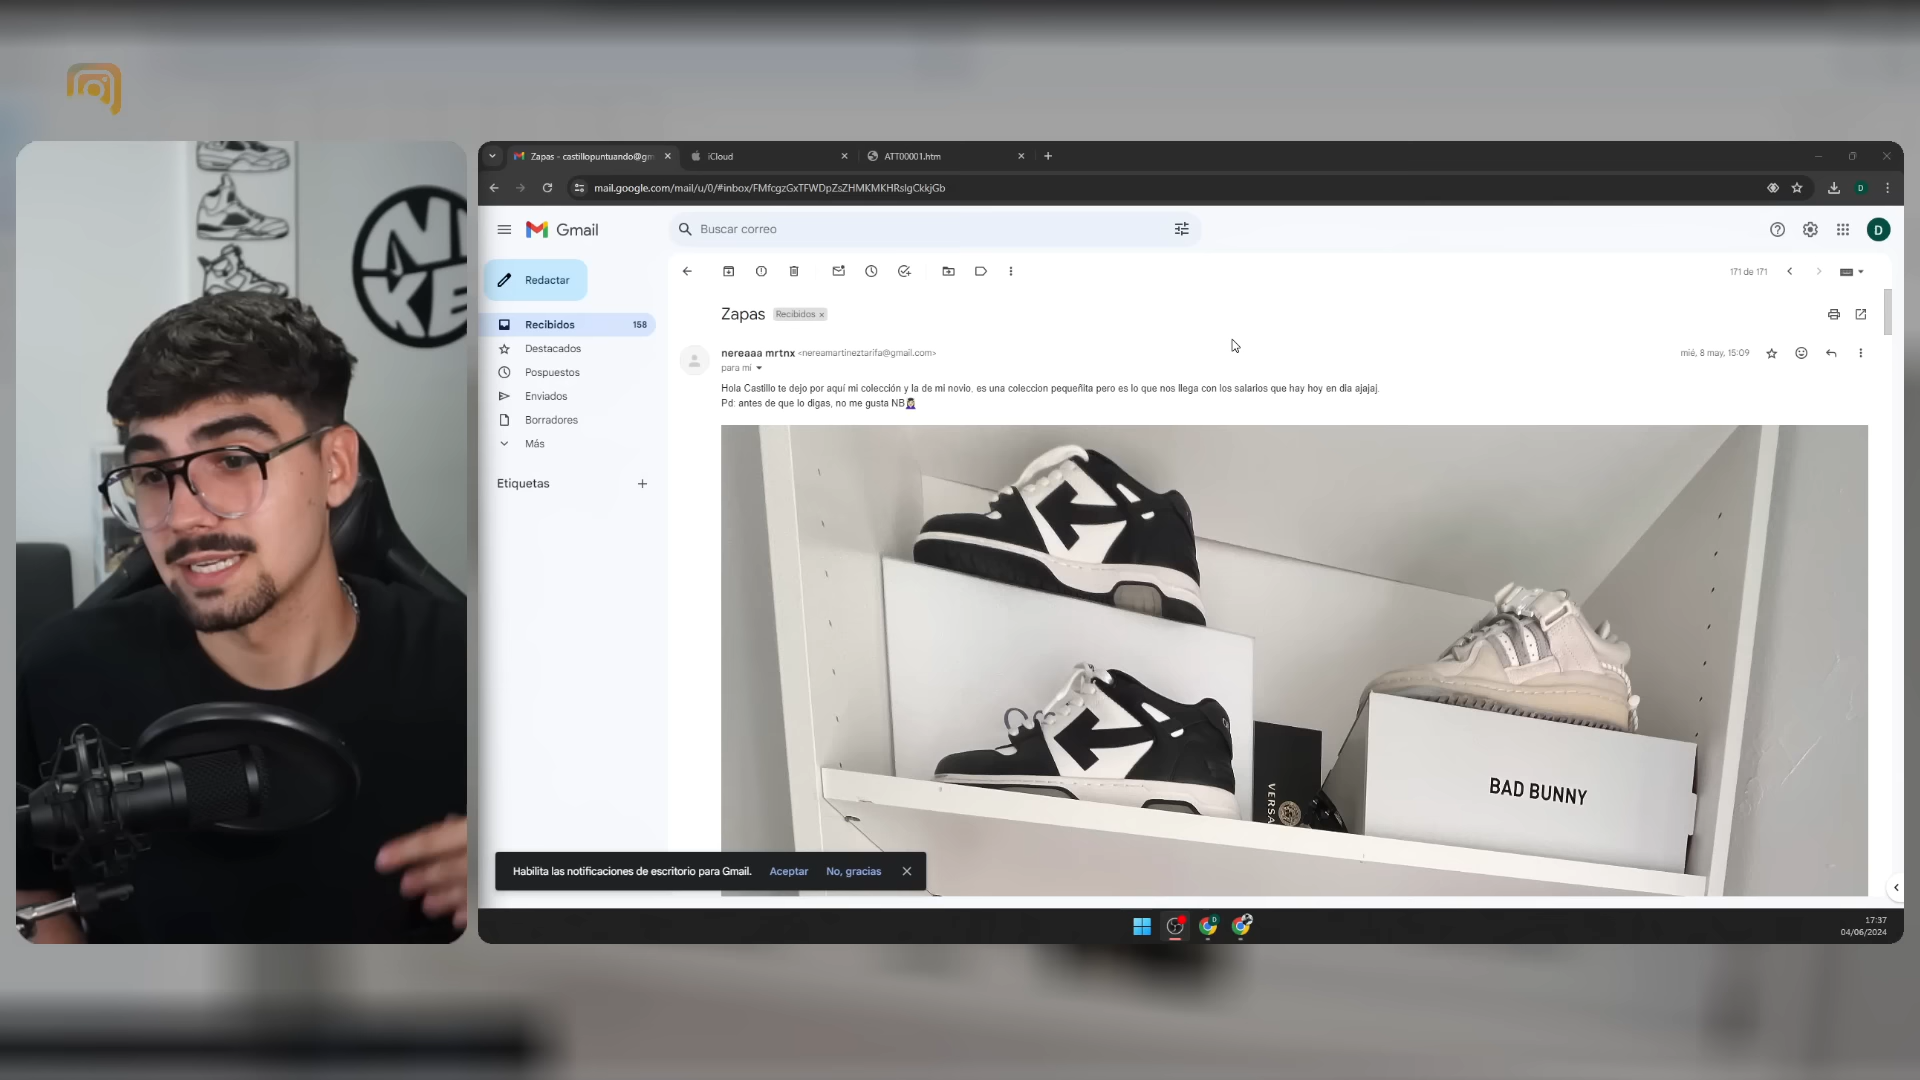 Zapas - castillopuntuando@gm
iCloud
ATT00001.htm
mail.google.com/mail/u/0/#inbox/FMfcgzGxTFWDpZsZHMKMKHRslgCkkjGb
D
Gmail
Buscar correo
D
Redactar
171 de 171
Recibidos
158
Destacados
Pospuestos
Enviados
Borradores
Más
Etiquetas
Zapas
Recibidos x
nereaaa mrtnx <nereamartineztarifa@gmail.com>
mié, 8 may, 15:09
para mí
Hola Castillo te dejo por aquí mi colección y la de mi novio, es una coleccion pequeñita pero es lo que nos llega con los salarios que hay hoy en dia ajajaj.
Pd: antes de que lo digas, no me gusta NB🤷🏻‍♀️
VERSA
BAD BUNNY
Habilita las notificaciones de escritorio para Gmail.
Aceptar
No, gracias
17:37
04/06/2024